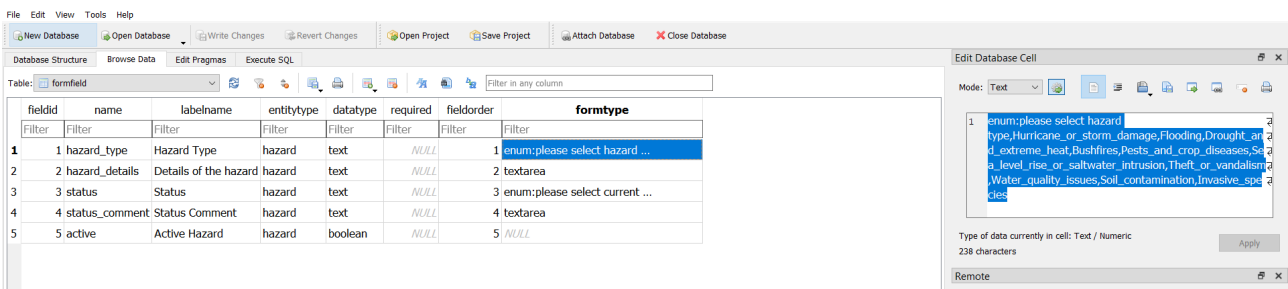 File Edit View Tools Help
New Database Open Database Write Changes Revert Changes Open Project Save Project Attach Database Close Database
Database Structure Browse Data Edit Pragmas Execute SQL
Table: formfield Filter in any column
fieldid name labelname entitytype datatype required fieldorder formtype
Filter Filter Filter Filter Filter Filter Filter Filter
1 1 hazard_type Hazard Type hazard text NULL 1 enum:please select hazard ...
2 2 hazard_details Details of the hazard hazard text NULL 2 textarea
3 3 status Status hazard text NULL 3 enum:please select current ...
4 4 status_comment Status Comment hazard text NULL 4 textarea
5 5 active Active Hazard hazard boolean NULL 5 NULL
Edit Database Cell
Mode: Text
1 enum:please select hazard
type,Hurricane_or_storm_damage,Flooding,Drought_an
d_extreme_heat,Bushfires,Pests_and_crop_diseases,Se
a_level_rise_or_saltwater_intrusion,Theft_or_vandalism
,Water_quality_issues,Soil_contamination,Invasive_spe
cies
Type of data currently in cell: Text / Numeric
238 characters
Apply
Remote